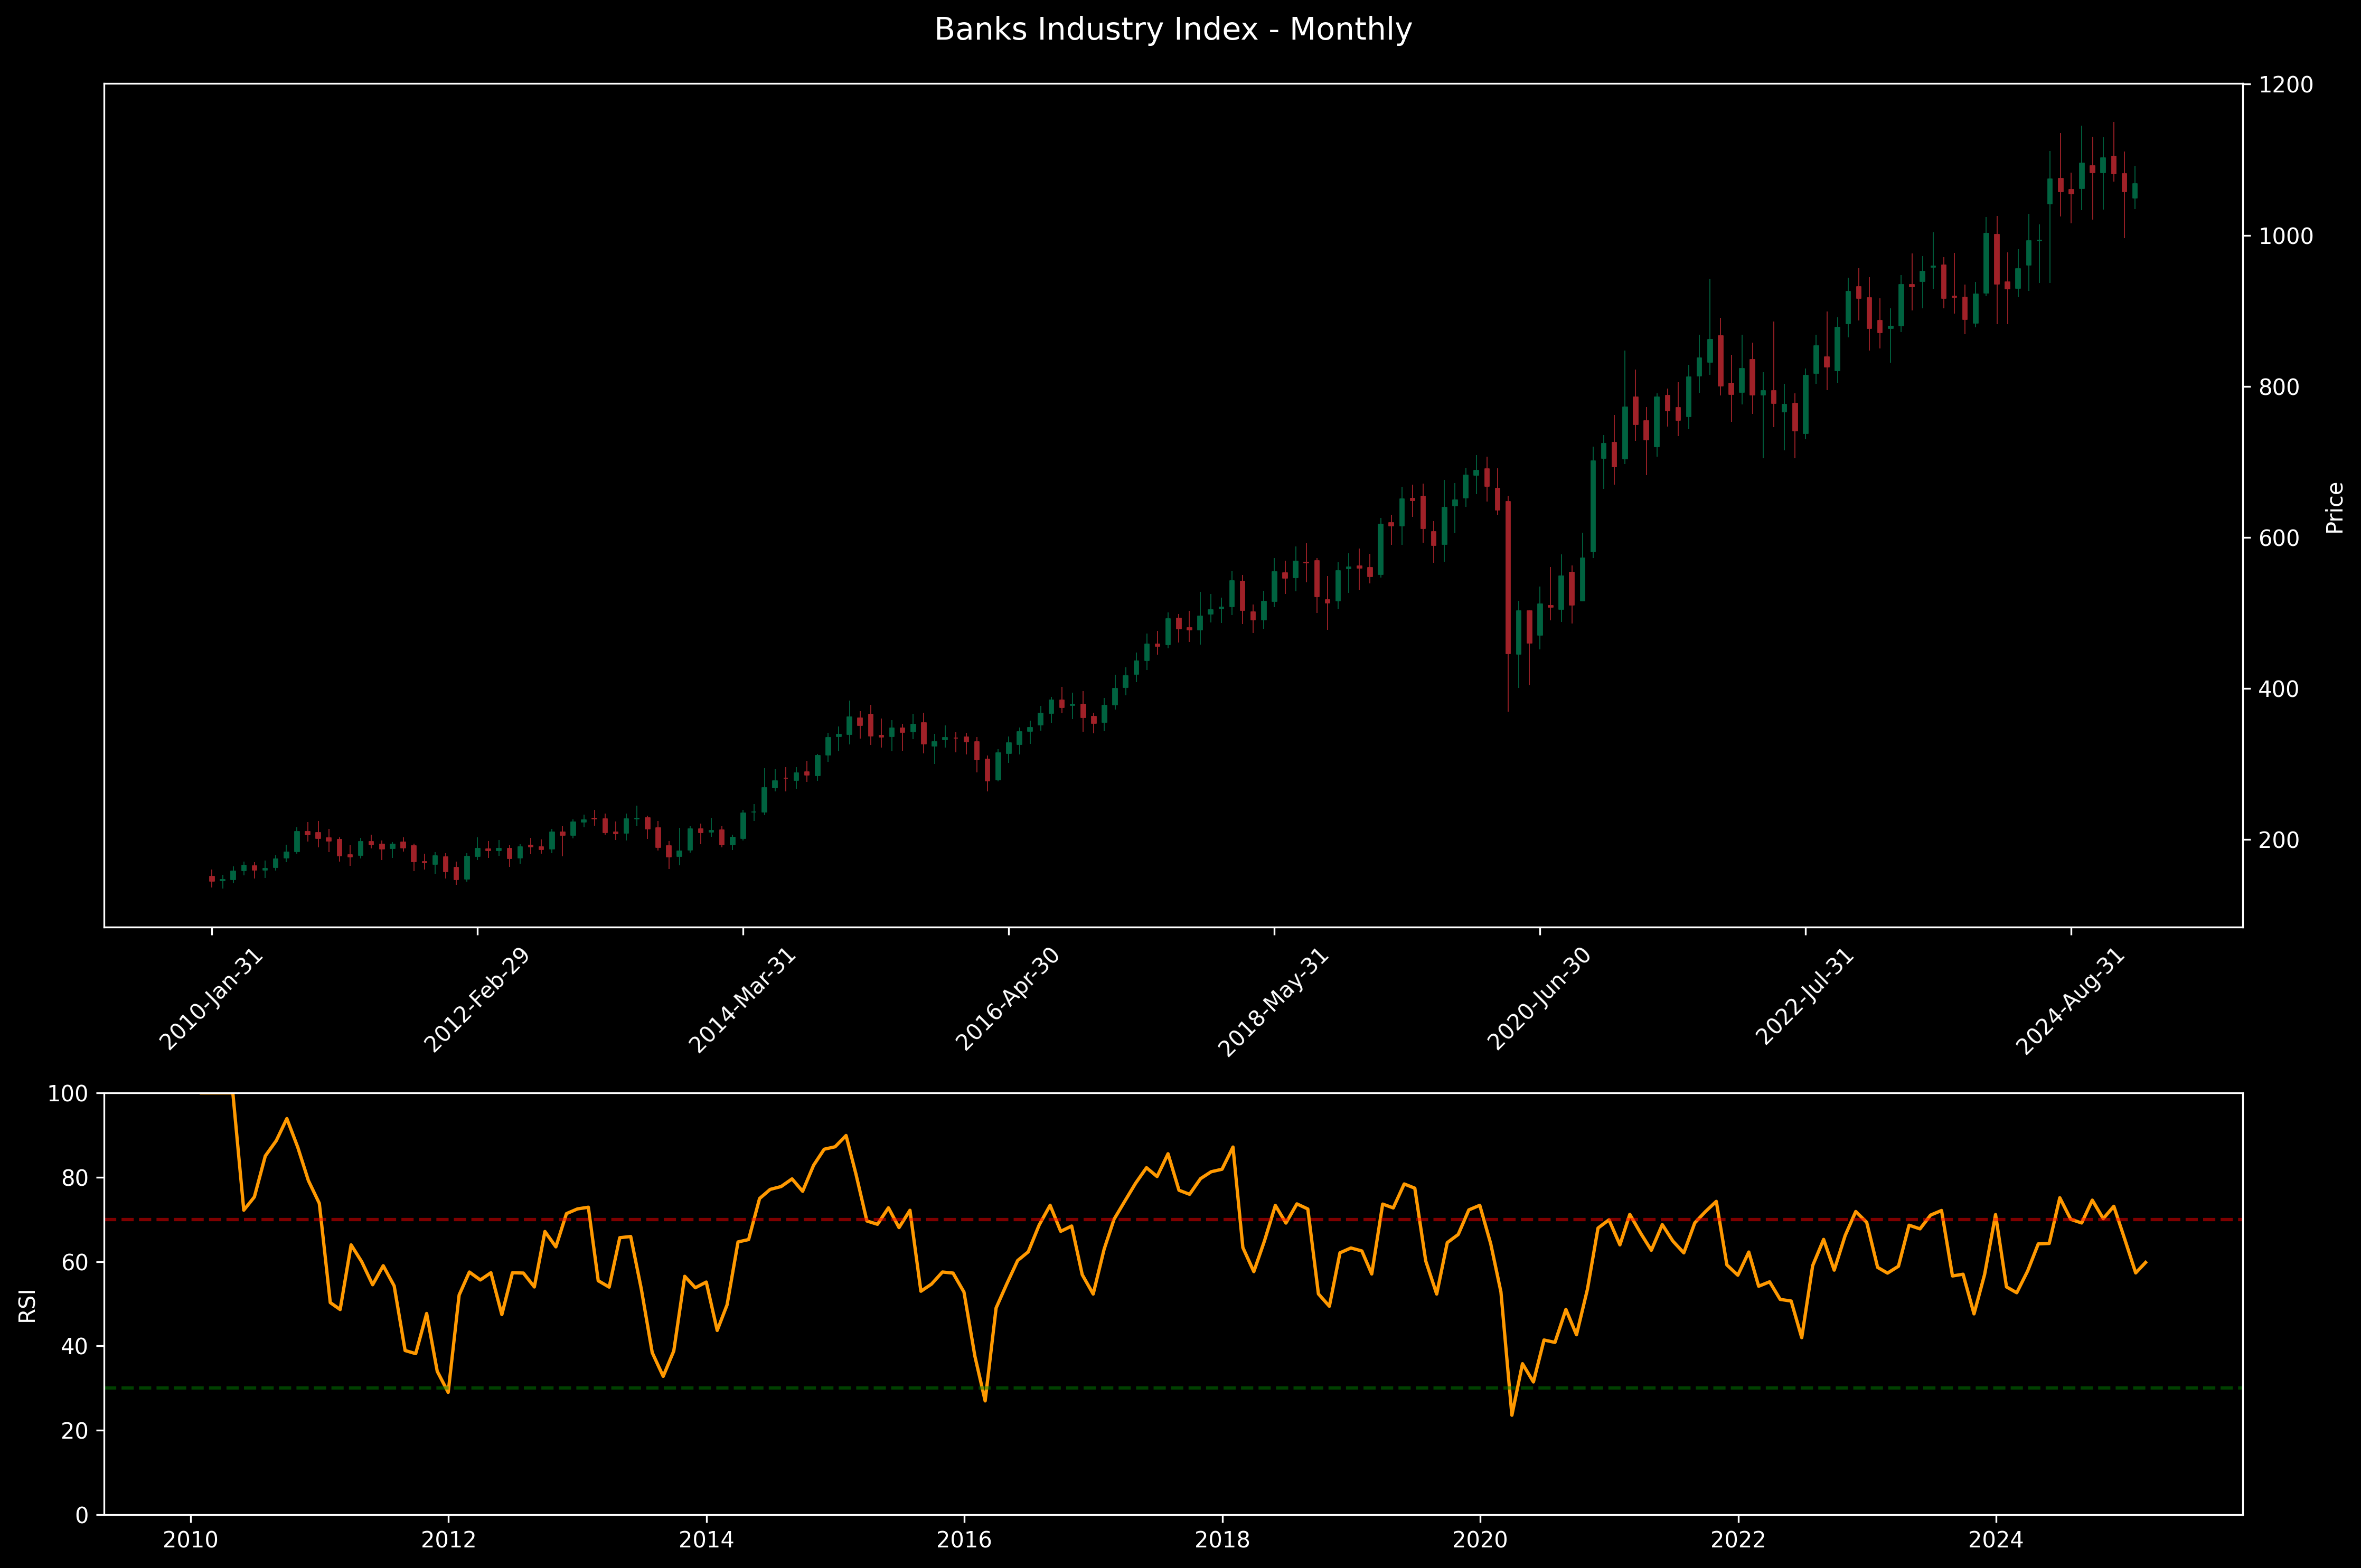 Banks Industry Index - Monthly
1200
1000
800
600
400
200
Price
2010-Jan-31
2012-Feb-29
2014-Mar-31
2016-Apr-30
2018-May-31
2020-Jun-30
2022-Jul-31
2024-Aug-31
100
80
60
40
20
0
RSI
2010
2012
2014
2016
2018
2020
2022
2024